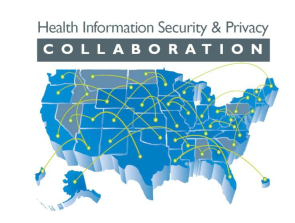 Health Information Security & Privacy
COLLABORATION